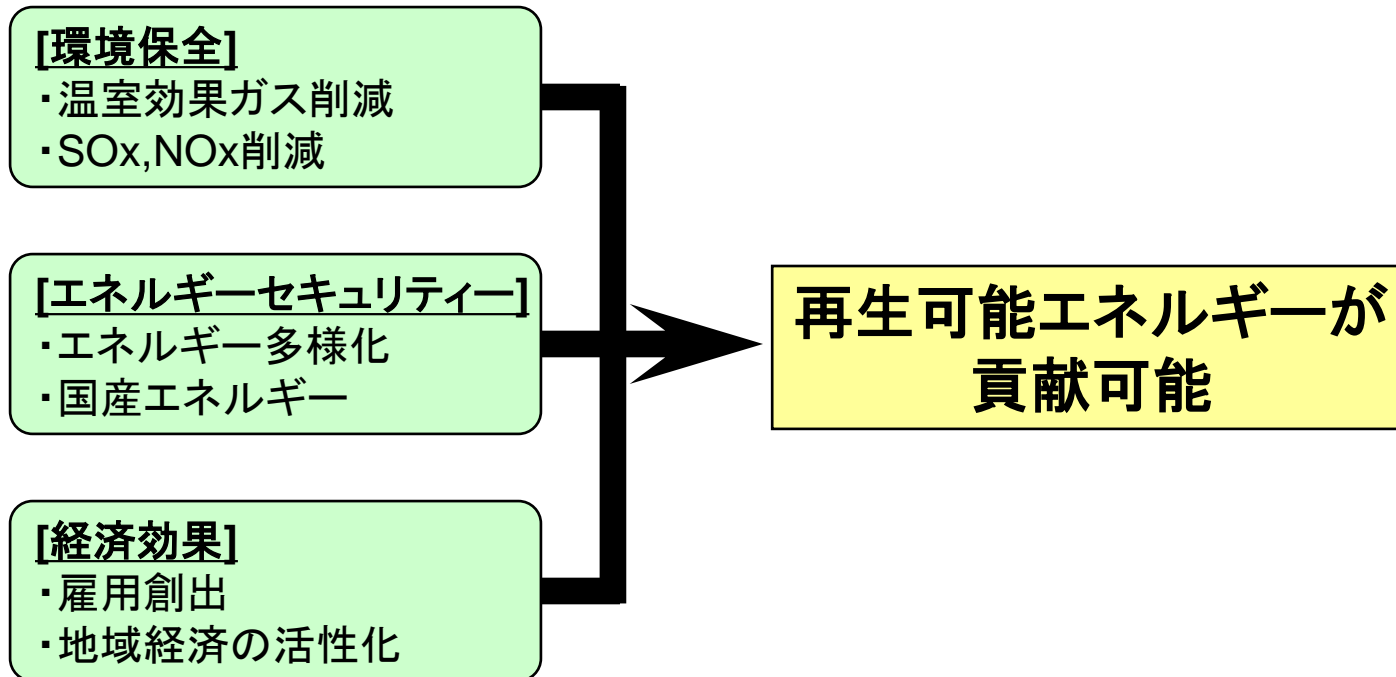 [環境保全]
・温室効果ガス削減
・SOx,NOx削減
[エネルギーセキュリティー]
・エネルギー多様化
・国産エネルギー
[経済効果]
・雇用創出
・地域経済の活性化
再生可能エネルギーが
貢献可能